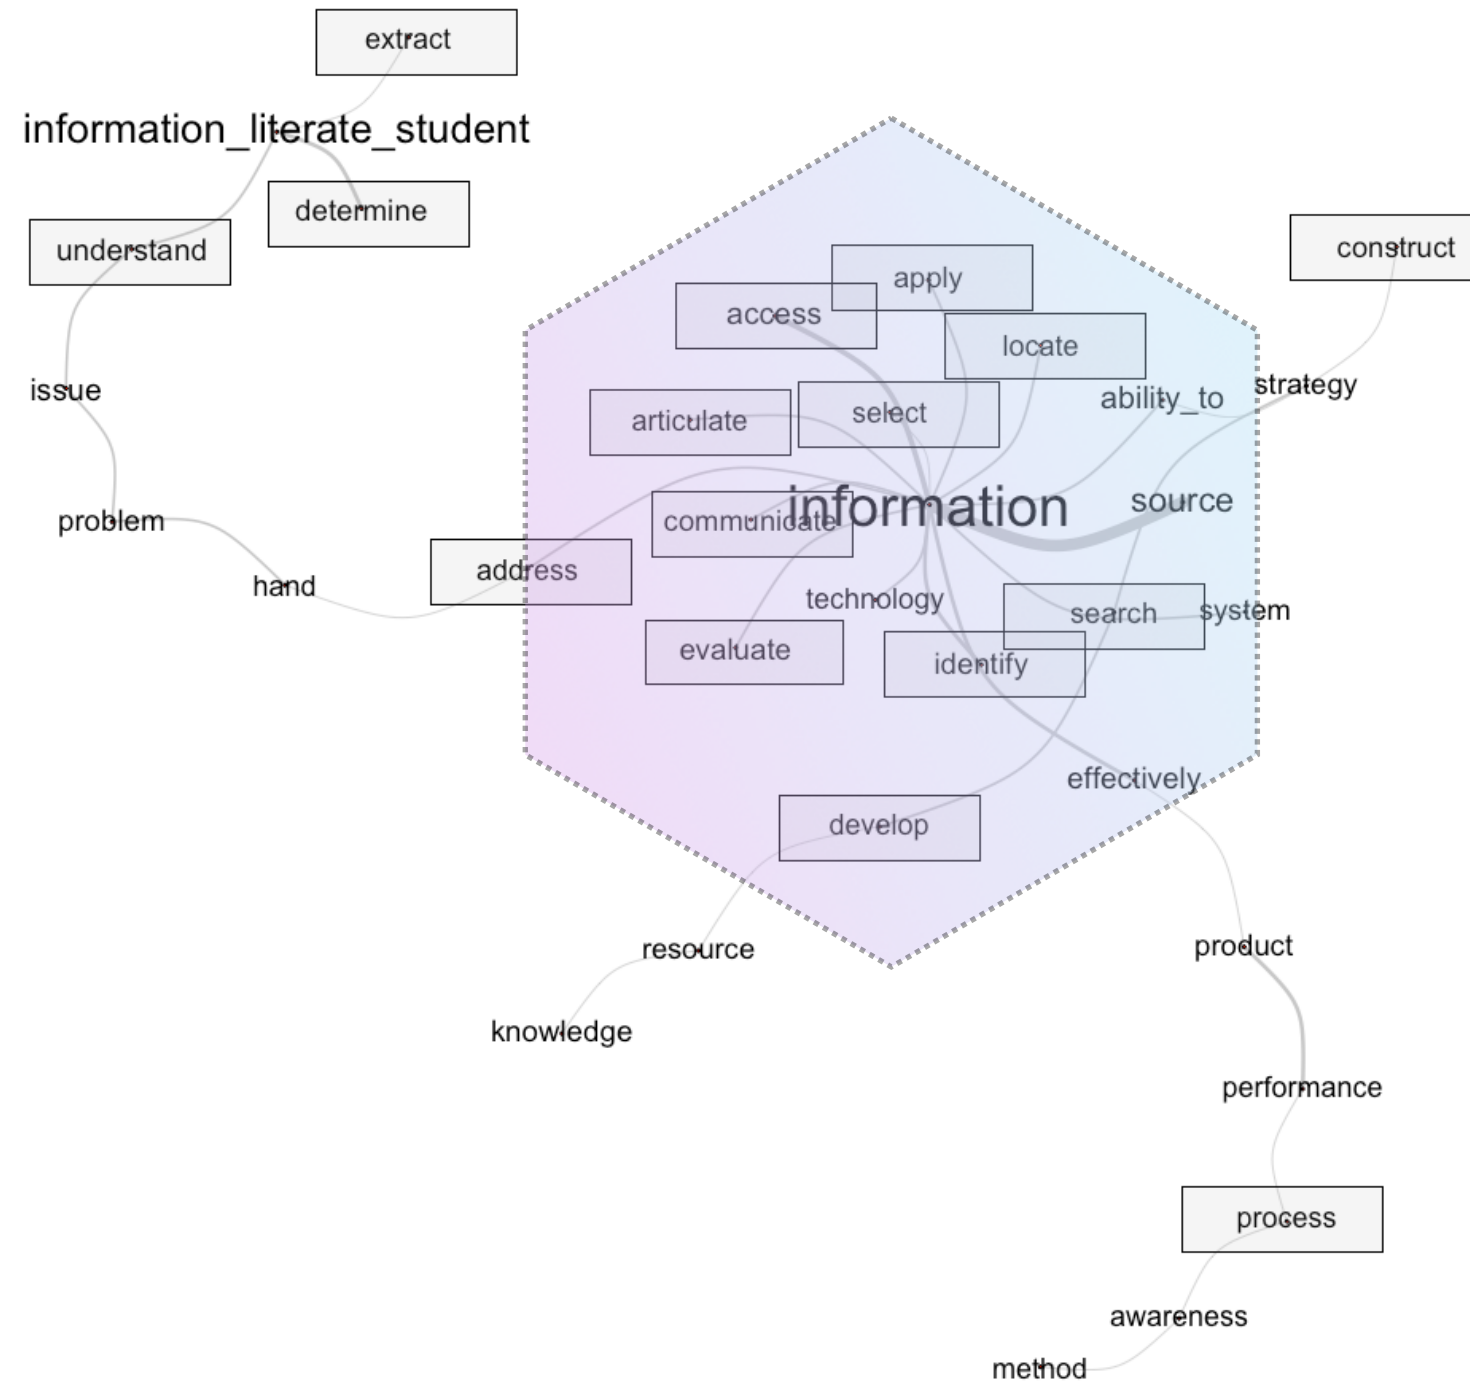 extract
information_literate_student
determine
understand
construct
apply
access
locate
strategy
issue
ability_to
select
articulate
source
information
communicate
problem
address
hand
technology
system
search
evaluate
identify
effectively
develop
product
resource
knowledge
performance
process
awareness
method